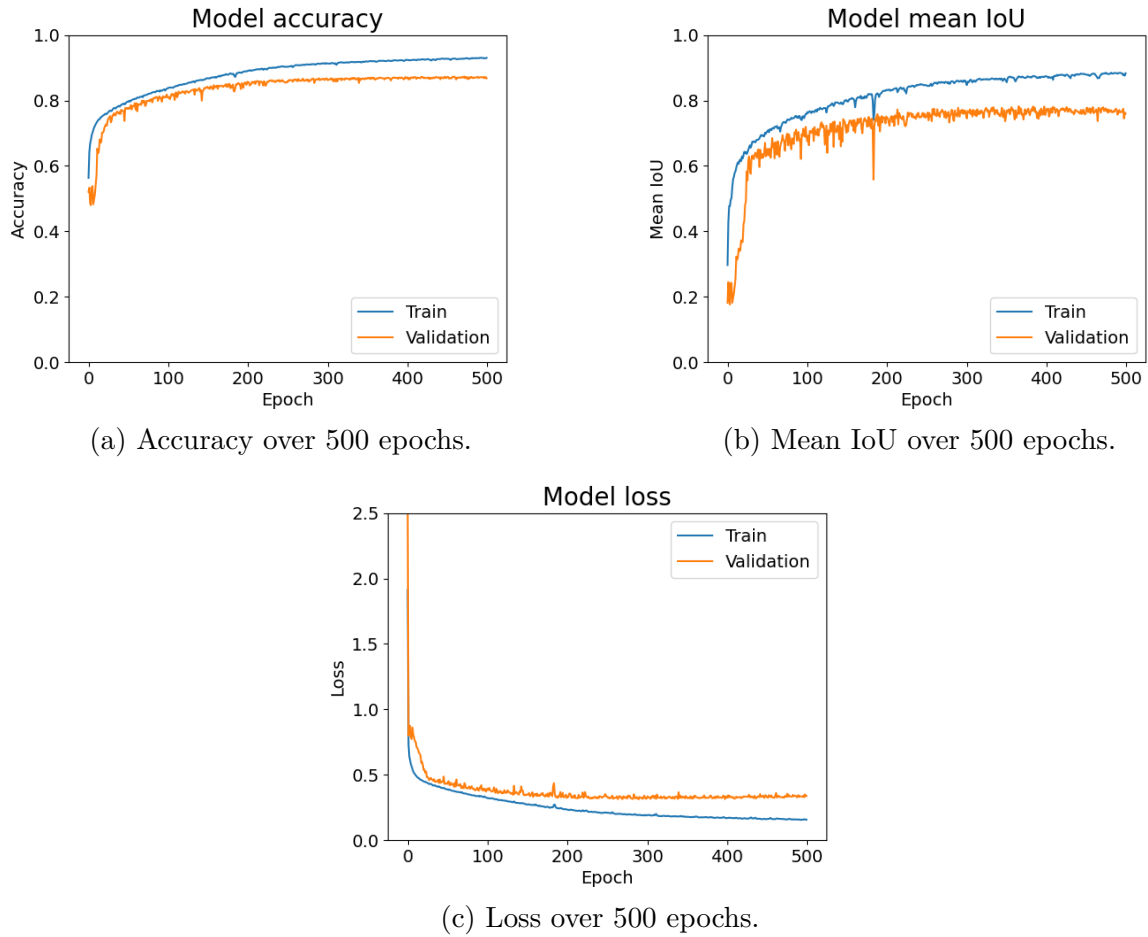 Model accuracy
1.0
0.8
0.6
0.4
0.2
0.0
Accuracy
Train
Validation
0 100 200 300 400 500
Epoch
(a) Accuracy over 500 epochs.
Model mean IoU
1.0
0.8
0.6
0.4
0.2
0.0
Mean IoU
Train
Validation
0 100 200 300 400 500
Epoch
(b) Mean IoU over 500 epochs.
Model loss
2.5
2.0
1.5
1.0
0.5
0.0
Loss
Train
Validation
0 100 200 300 400 500
Epoch
(c) Loss over 500 epochs.